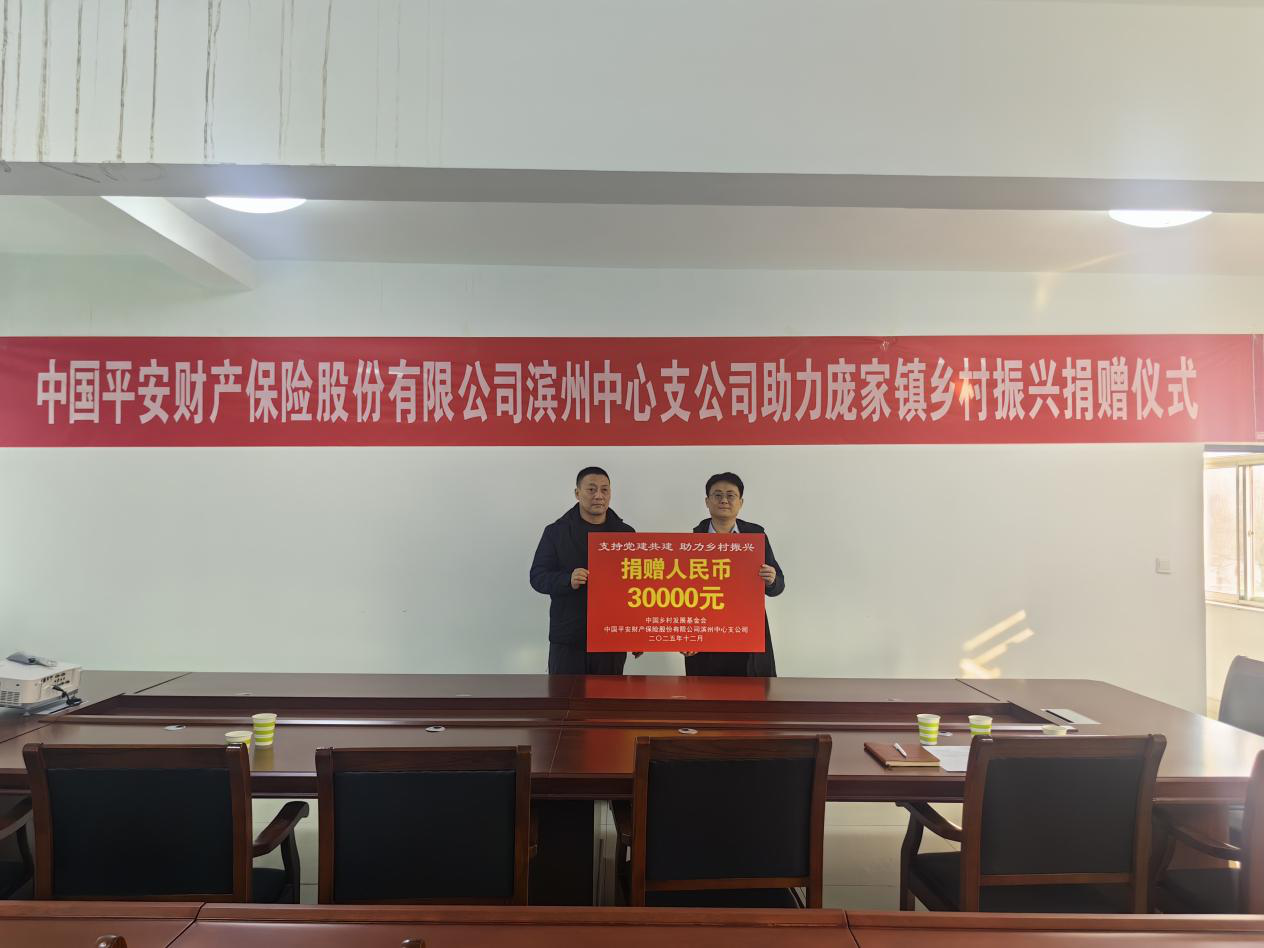 中国平安财产保险股份有限公司滨州中心支公司助力庞家镇乡村振兴捐赠仪式
支持党建共建 助力乡村振兴
捐赠人民币
30000元
中国乡村发展基金会
中国平安财产保险股份有限公司滨州中心支公司
二〇二五年十二月